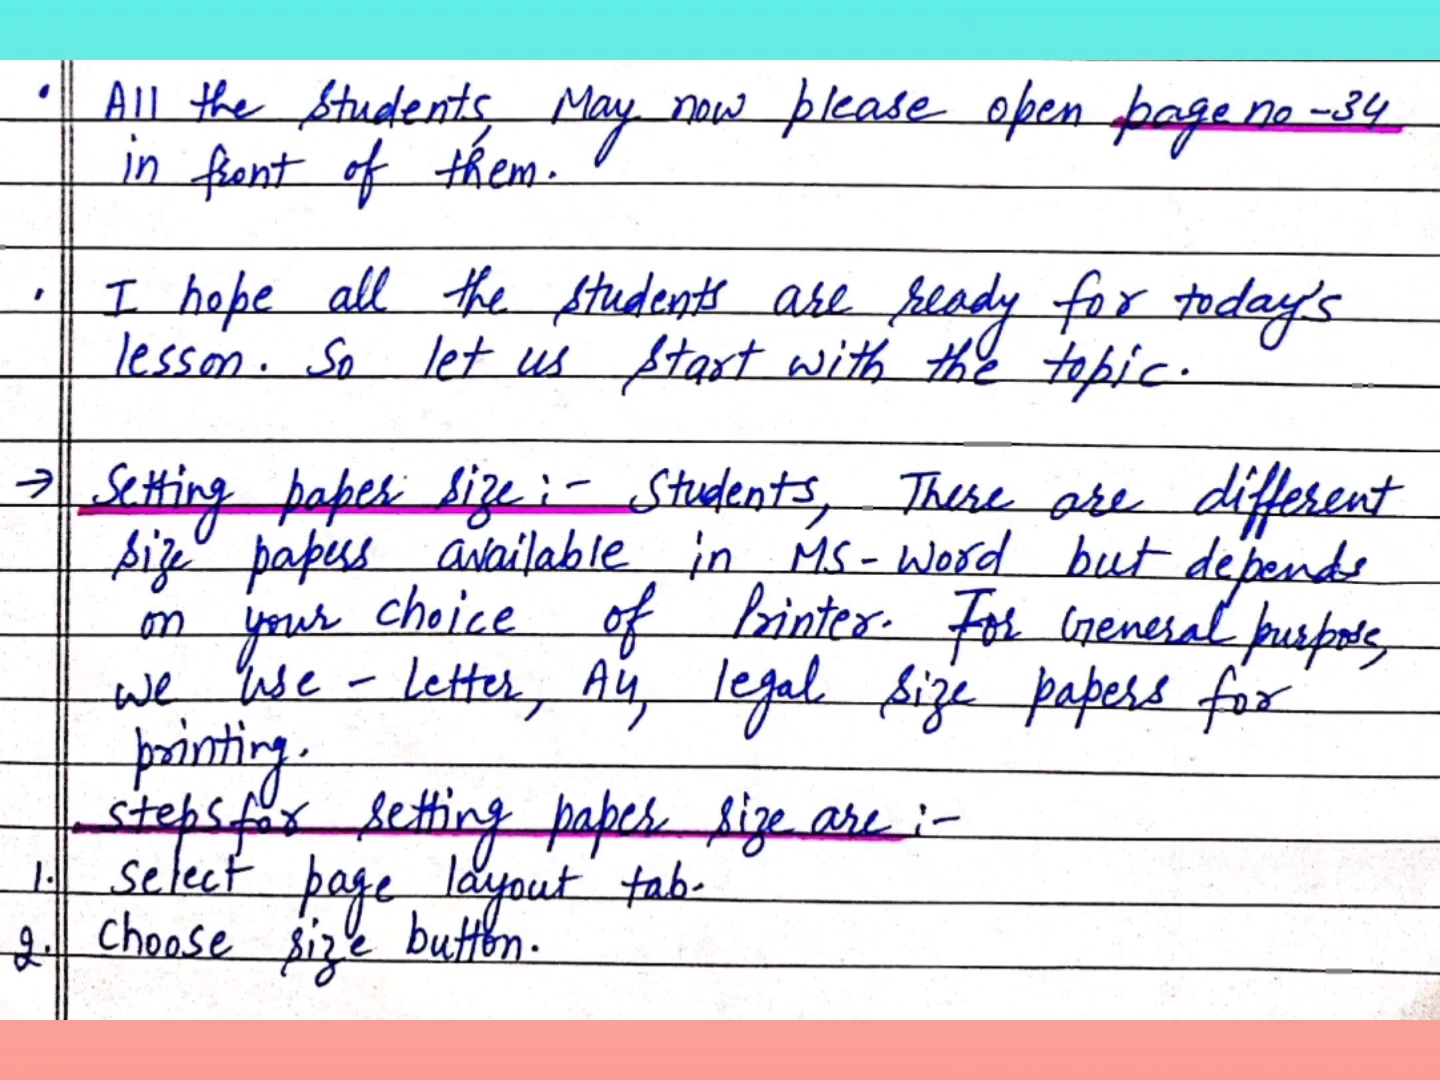 • All the students, May now please open page no -34
in front of them.
• I hope all the students are ready for today's
lesson. So let us start with the topic.
→ Setting paper size :- Students, There are different
size papers available in MS-Word but depends
on your choice of Printer. For General purpose,
we use - Letter, A4, legal size papers for
printing.
steps for setting paper size are :-
1. Select page layout tab.
2. Choose size button.